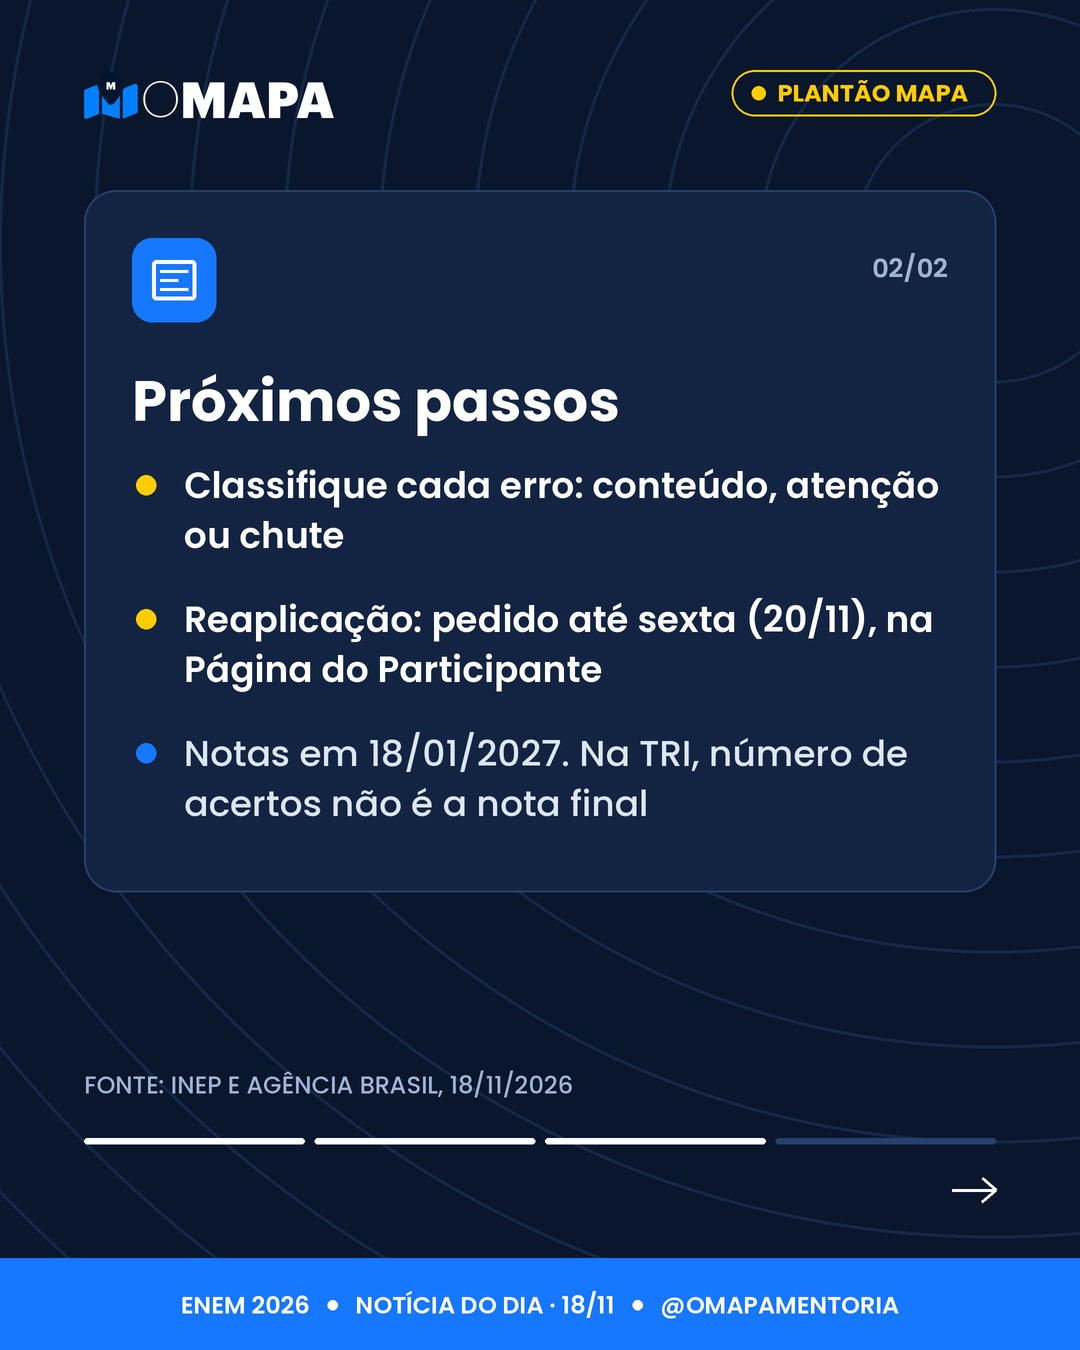 M
OMAPA
PLANTÃO MAPA
02/02
Próximos passos
Classifique cada erro: conteúdo, atenção
ou chute
Reaplicação: pedido até sexta (20/11), na
Página do Participante
Notas em 18/01/2027. Na TRI, número de
acertos não é a nota final
FONTE: INEP E AGÊNCIA BRASIL, 18/11/2026
ENEM 2026 • NOTÍCIA DO DIA · 18/11 • @OMAPAMENTORIA